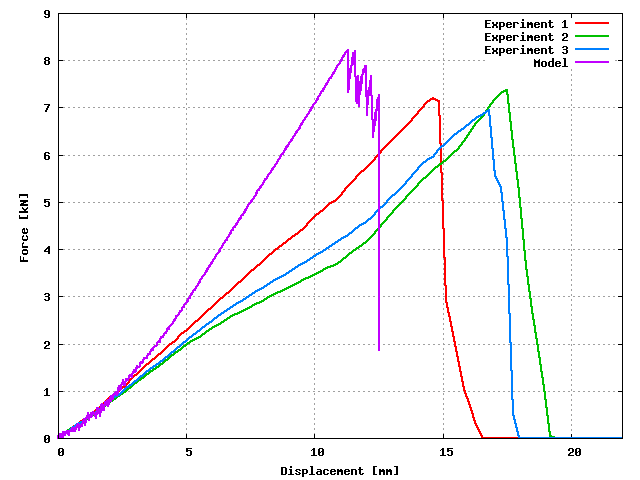 9
8
7
6
5
4
3
2
1
0
Force [kN]
Experiment 1
Experiment 2
Experiment 3
Model
0 5 10 15 20
Displacement [mm]